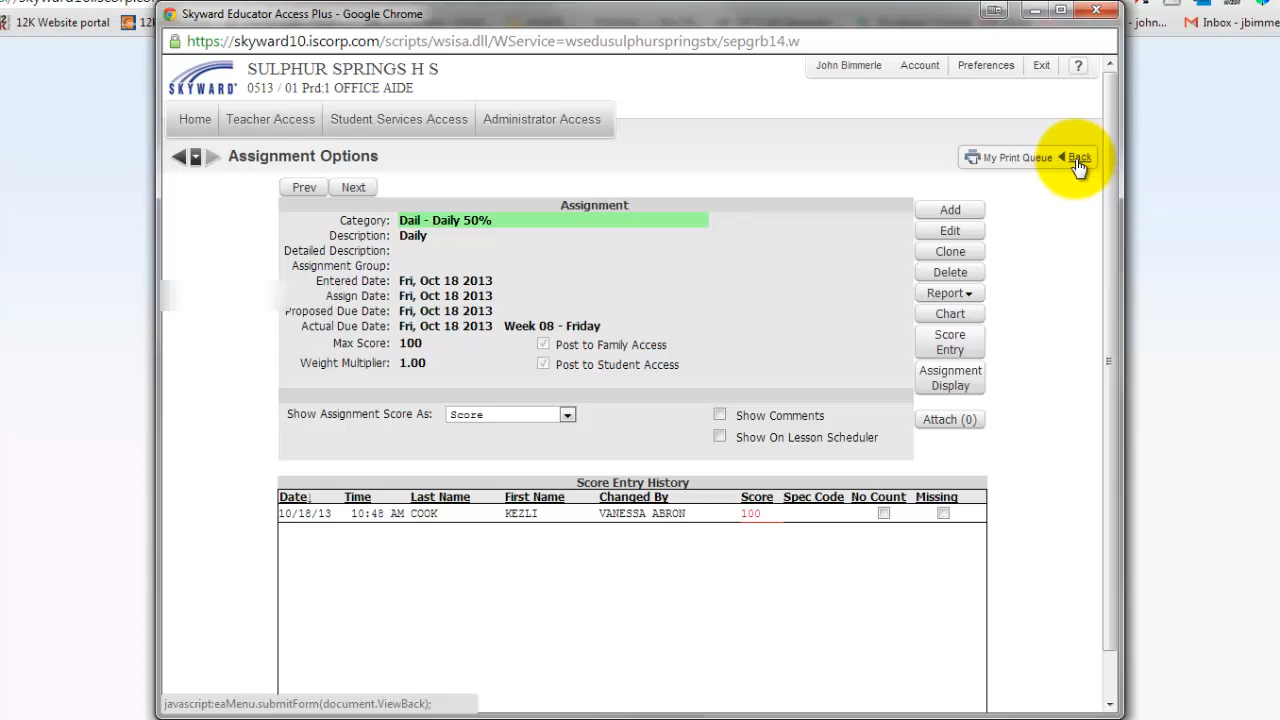 Skyward Educator Access Plus - Google Chrome
12K Website portal
john...
Inbox - jbimme
https://skyward10.iscorp.com/scripts/wsisa.dll/WService=wsedusulphurspringstx/sepgrb14.w
SKYWARD
SULPHUR SPRINGS H S
0513 / 01 Prd:1 OFFICE AIDE
John Bimmerle Account Preferences Exit ?
Home Teacher Access Student Services Access Administrator Access
Assignment Options
My Print Queue Back
Prev Next
Assignment
Category: Dail - Daily 50%
Description: Daily
Detailed Description:
Assignment Group:
Entered Date: Fri, Oct 18 2013
Assign Date: Fri, Oct 18 2013
Proposed Due Date: Fri, Oct 18 2013
Actual Due Date: Fri, Oct 18 2013 Week 08 - Friday
Max Score: 100 Post to Family Access
Weight Multiplier: 1.00 Post to Student Access
Show Assignment Score As: Score Show Comments
Show On Lesson Scheduler
Add
Edit
Clone
Delete
Report
Chart
Score
Entry
Assignment
Display
Attach (0)
Score Entry History
Date Time Last Name First Name Changed By Score Spec Code No Count Missing
10/18/13 10:48 AM COOK KEZLI VANESSA ABRON 100
javascript:eaMenu.submitForm(document.ViewBack);